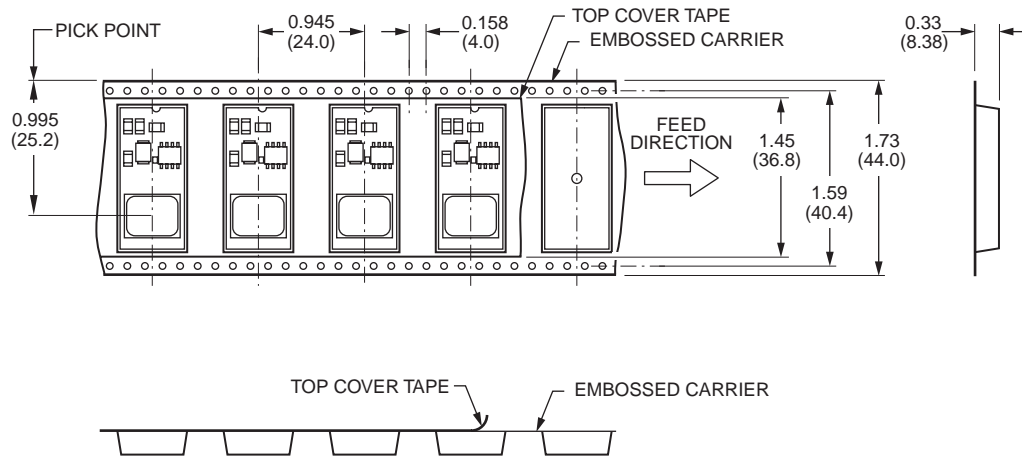 PICK POINT
0.945
(24.0)
0.158
(4.0)
TOP COVER TAPE
EMBOSSED CARRIER
0.33
(8.38)
0.995
(25.2)
FEED
DIRECTION
1.45
(36.8)
1.59
(40.4)
1.73
(44.0)
TOP COVER TAPE
EMBOSSED CARRIER